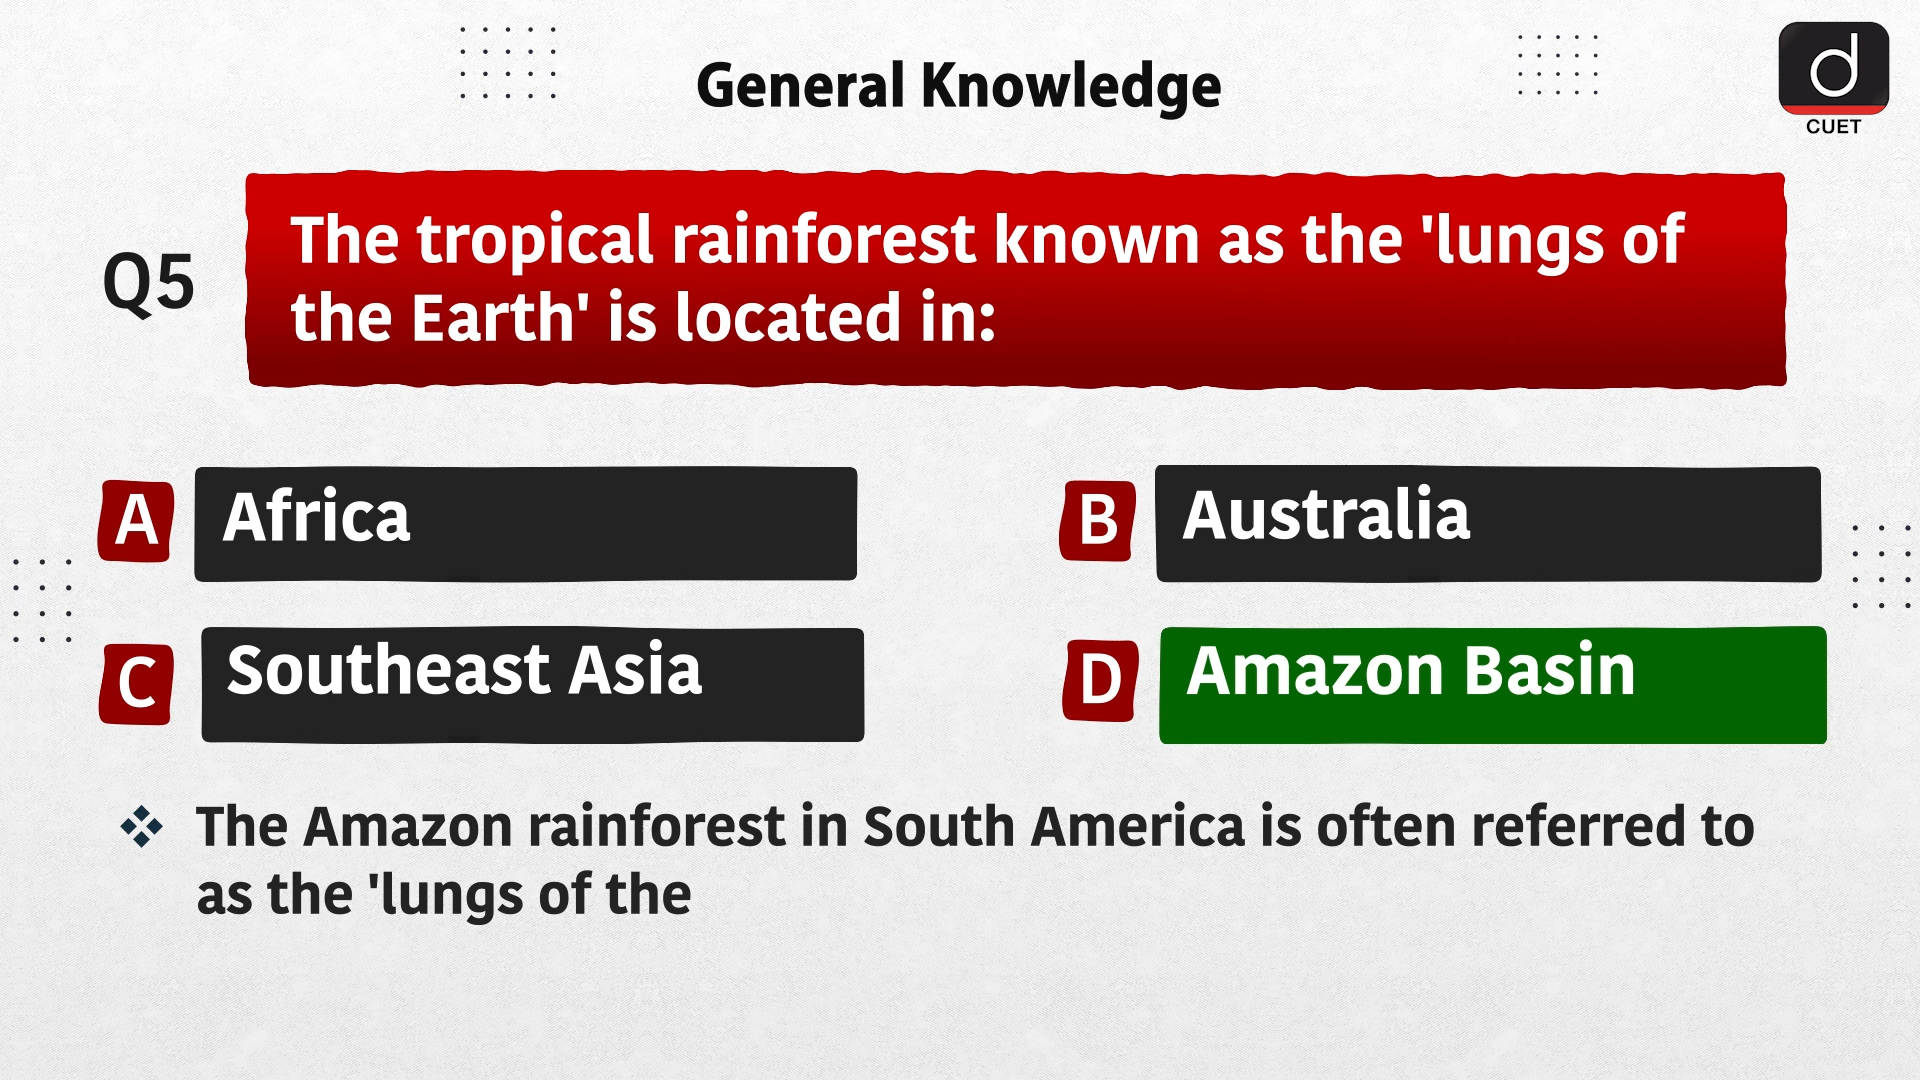 General Knowledge
d
CUET
Q5
The tropical rainforest known as the 'lungs of
the Earth' is located in:
A Africa
B Australia
C Southeast Asia
D Amazon Basin
❖ The Amazon rainforest in South America is often referred to
as the 'lungs of the